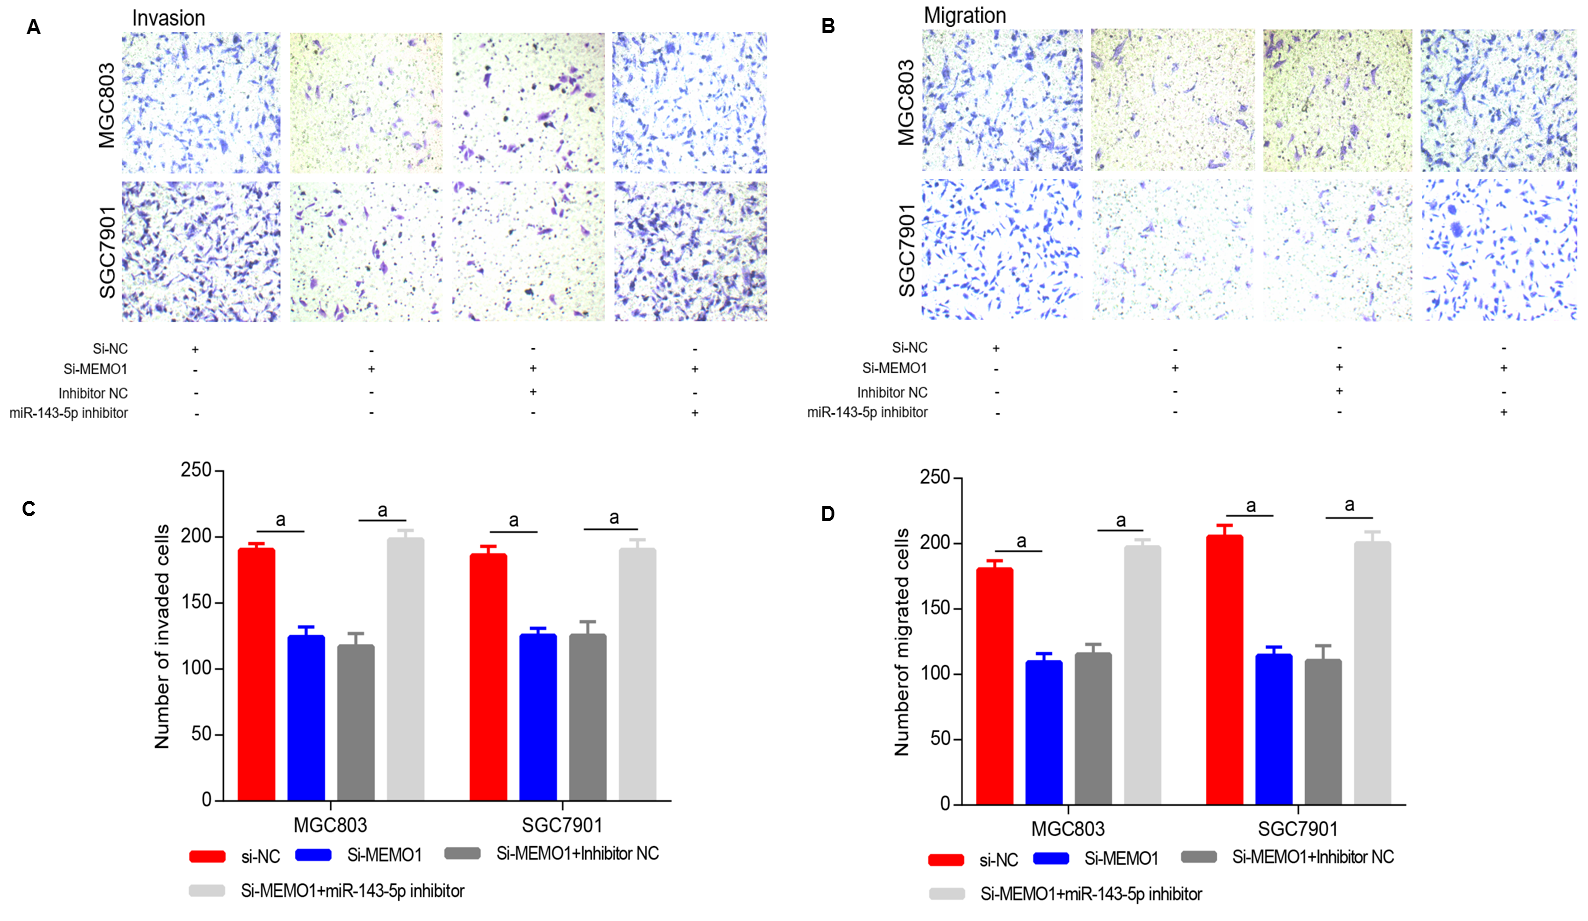 A
Invasion
MGC803
SGC7901
Si-NC + - - -
Si-MEMO1 - + + +
Inhibitor NC - - + -
miR-143-5p inhibitor - - - +
B
Migration
MGC803
SGC7901
Si-NC + - - -
Si-MEMO1 - + + +
Inhibitor NC - - + -
miR-143-5p inhibitor - - - +
C
Number of invaded cells
250
200
150
100
50
0
a a a a
MGC803 SGC7901
si-NC Si-MEMO1 Si-MEMO1+Inhibitor NC
Si-MEMO1+miR-143-5p inhibitor
D
Numberof migrated cells
250
200
150
100
50
0
a a a a
MGC803 SGC7901
si-NC Si-MEMO1 Si-MEMO1+Inhibitor NC
Si-MEMO1+miR-143-5p inhibitor